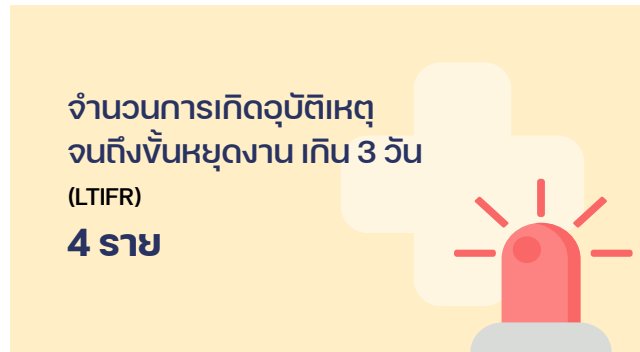 จำนวนการเกิดอุบัติเหตุ
จนถึงขั้นหยุดงาน เกิน 3 วัน
(LTIFR)
4 ราย